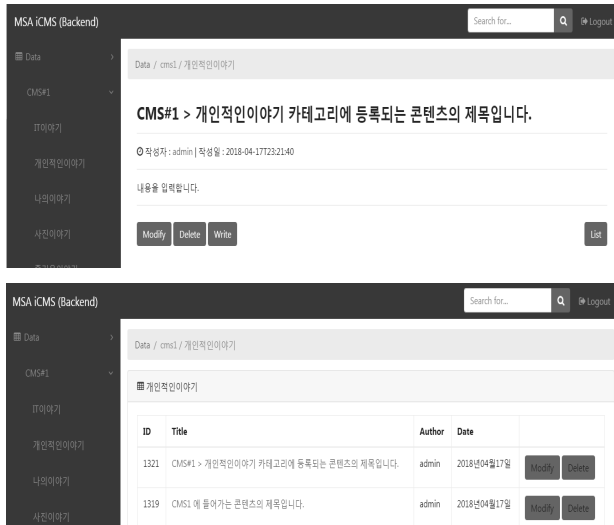 MSA iCMS (Backend)
Search for...
Logout
Data
Data / cms1 / 개인적인이야기
CMS#1
CMS#1 > 개인적인이야기 카테고리에 등록되는 콘텐츠의 제목입니다.
IT이야기
작성자 : admin | 작성일 : 2018-04-17T23:21:40
개인적인이야기
내용을 입력합니다.
나의이야기
사진이야기
Modify Delete Write List
MSA iCMS (Backend)
Search for...
Logout
Data
Data / cms1 / 개인적인이야기
CMS#1
개인적인이야기
IT이야기
ID Title Author Date
개인적인이야기
1321 CMS#1 > 개인적인이야기 카테고리에 등록되는 콘텐츠의 제목입니다. admin 2018년04월17일 Modify Delete
나의이야기
1319 CMS1 에 들어가는 콘텐츠의 제목입니다. admin 2018년04월17일 Modify Delete
사진이야기